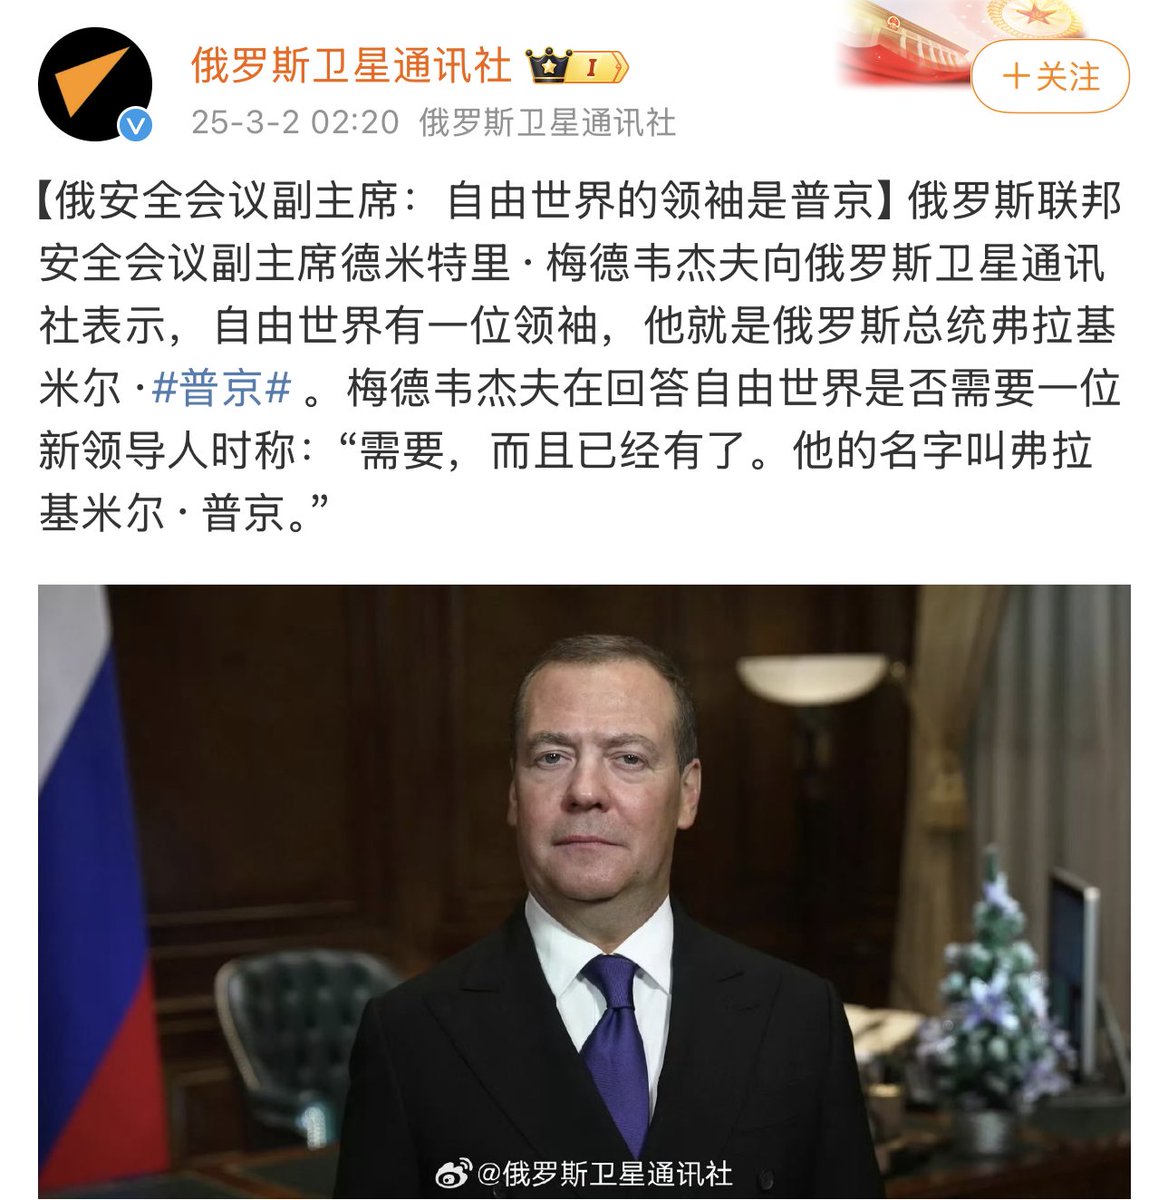 俄罗斯卫星通讯社 I
+关注
25-3-2 02:20 俄罗斯卫星通讯社
【俄安全会议副主席：自由世界的领袖是普京】俄罗斯联邦
安全会议副主席德米特里·梅德韦杰夫向俄罗斯卫星通讯
社表示，自由世界有一位领袖，他就是俄罗斯总统弗拉基
米尔·#普京# 。梅德韦杰夫在回答自由世界是否需要一位
新领导人时称：“需要，而且已经有了。他的名字叫弗拉
基米尔·普京。”
@俄罗斯卫星通讯社